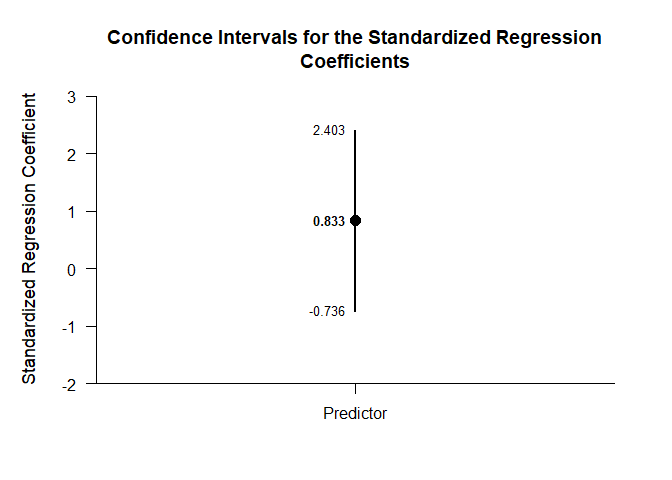 Confidence Intervals for the Standardized Regression
Coefficients
Standardized Regression Coefficient
3
2
1
0
-1
-2
2.403
0.833
-0.736
Predictor